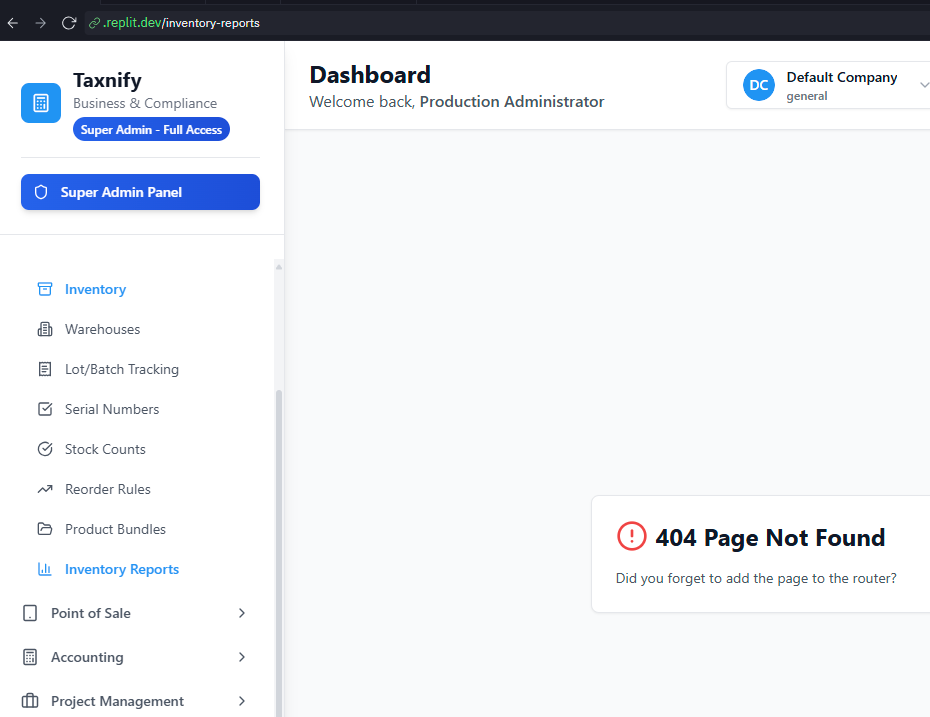 .replit.dev/inventory-reports
Taxnify
Business & Compliance
Super Admin - Full Access
Super Admin Panel
Dashboard
Welcome back, Production Administrator
DC
Default Company
general
Inventory
Warehouses
Lot/Batch Tracking
Serial Numbers
Stock Counts
Reorder Rules
Product Bundles
Inventory Reports
Point of Sale
Accounting
Project Management
404 Page Not Found
Did you forget to add the page to the router?